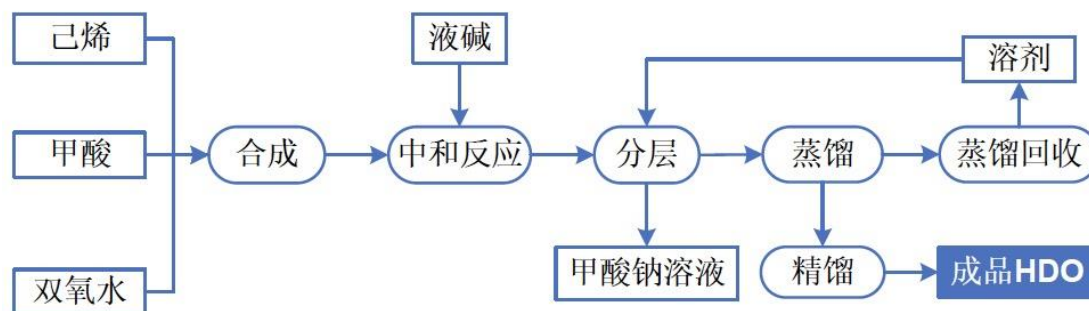 己烯
液碱
溶剂
甲酸
合成
中和反应
分层
蒸馏
蒸馏回收
双氧水
甲酸钠溶液
精馏
成品HDO